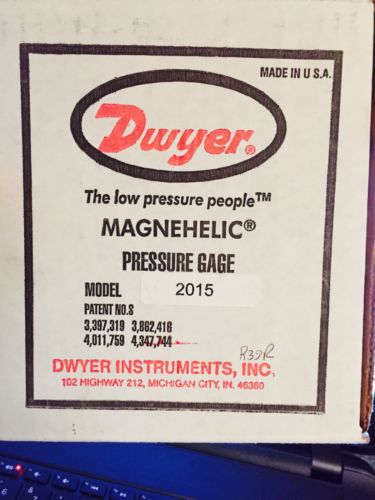 MADE IN U.S.A.
Dwyer®
The low pressure people™
MAGNEHELIC®
PRESSURE GAGE
MODEL 2015
PATENT NO.S
3,397,319 3,862,416
4,011,759 4,347,744
R39R
DWYER INSTRUMENTS, INC.
102 HIGHWAY 212, MICHIGAN CITY, IN. 46360